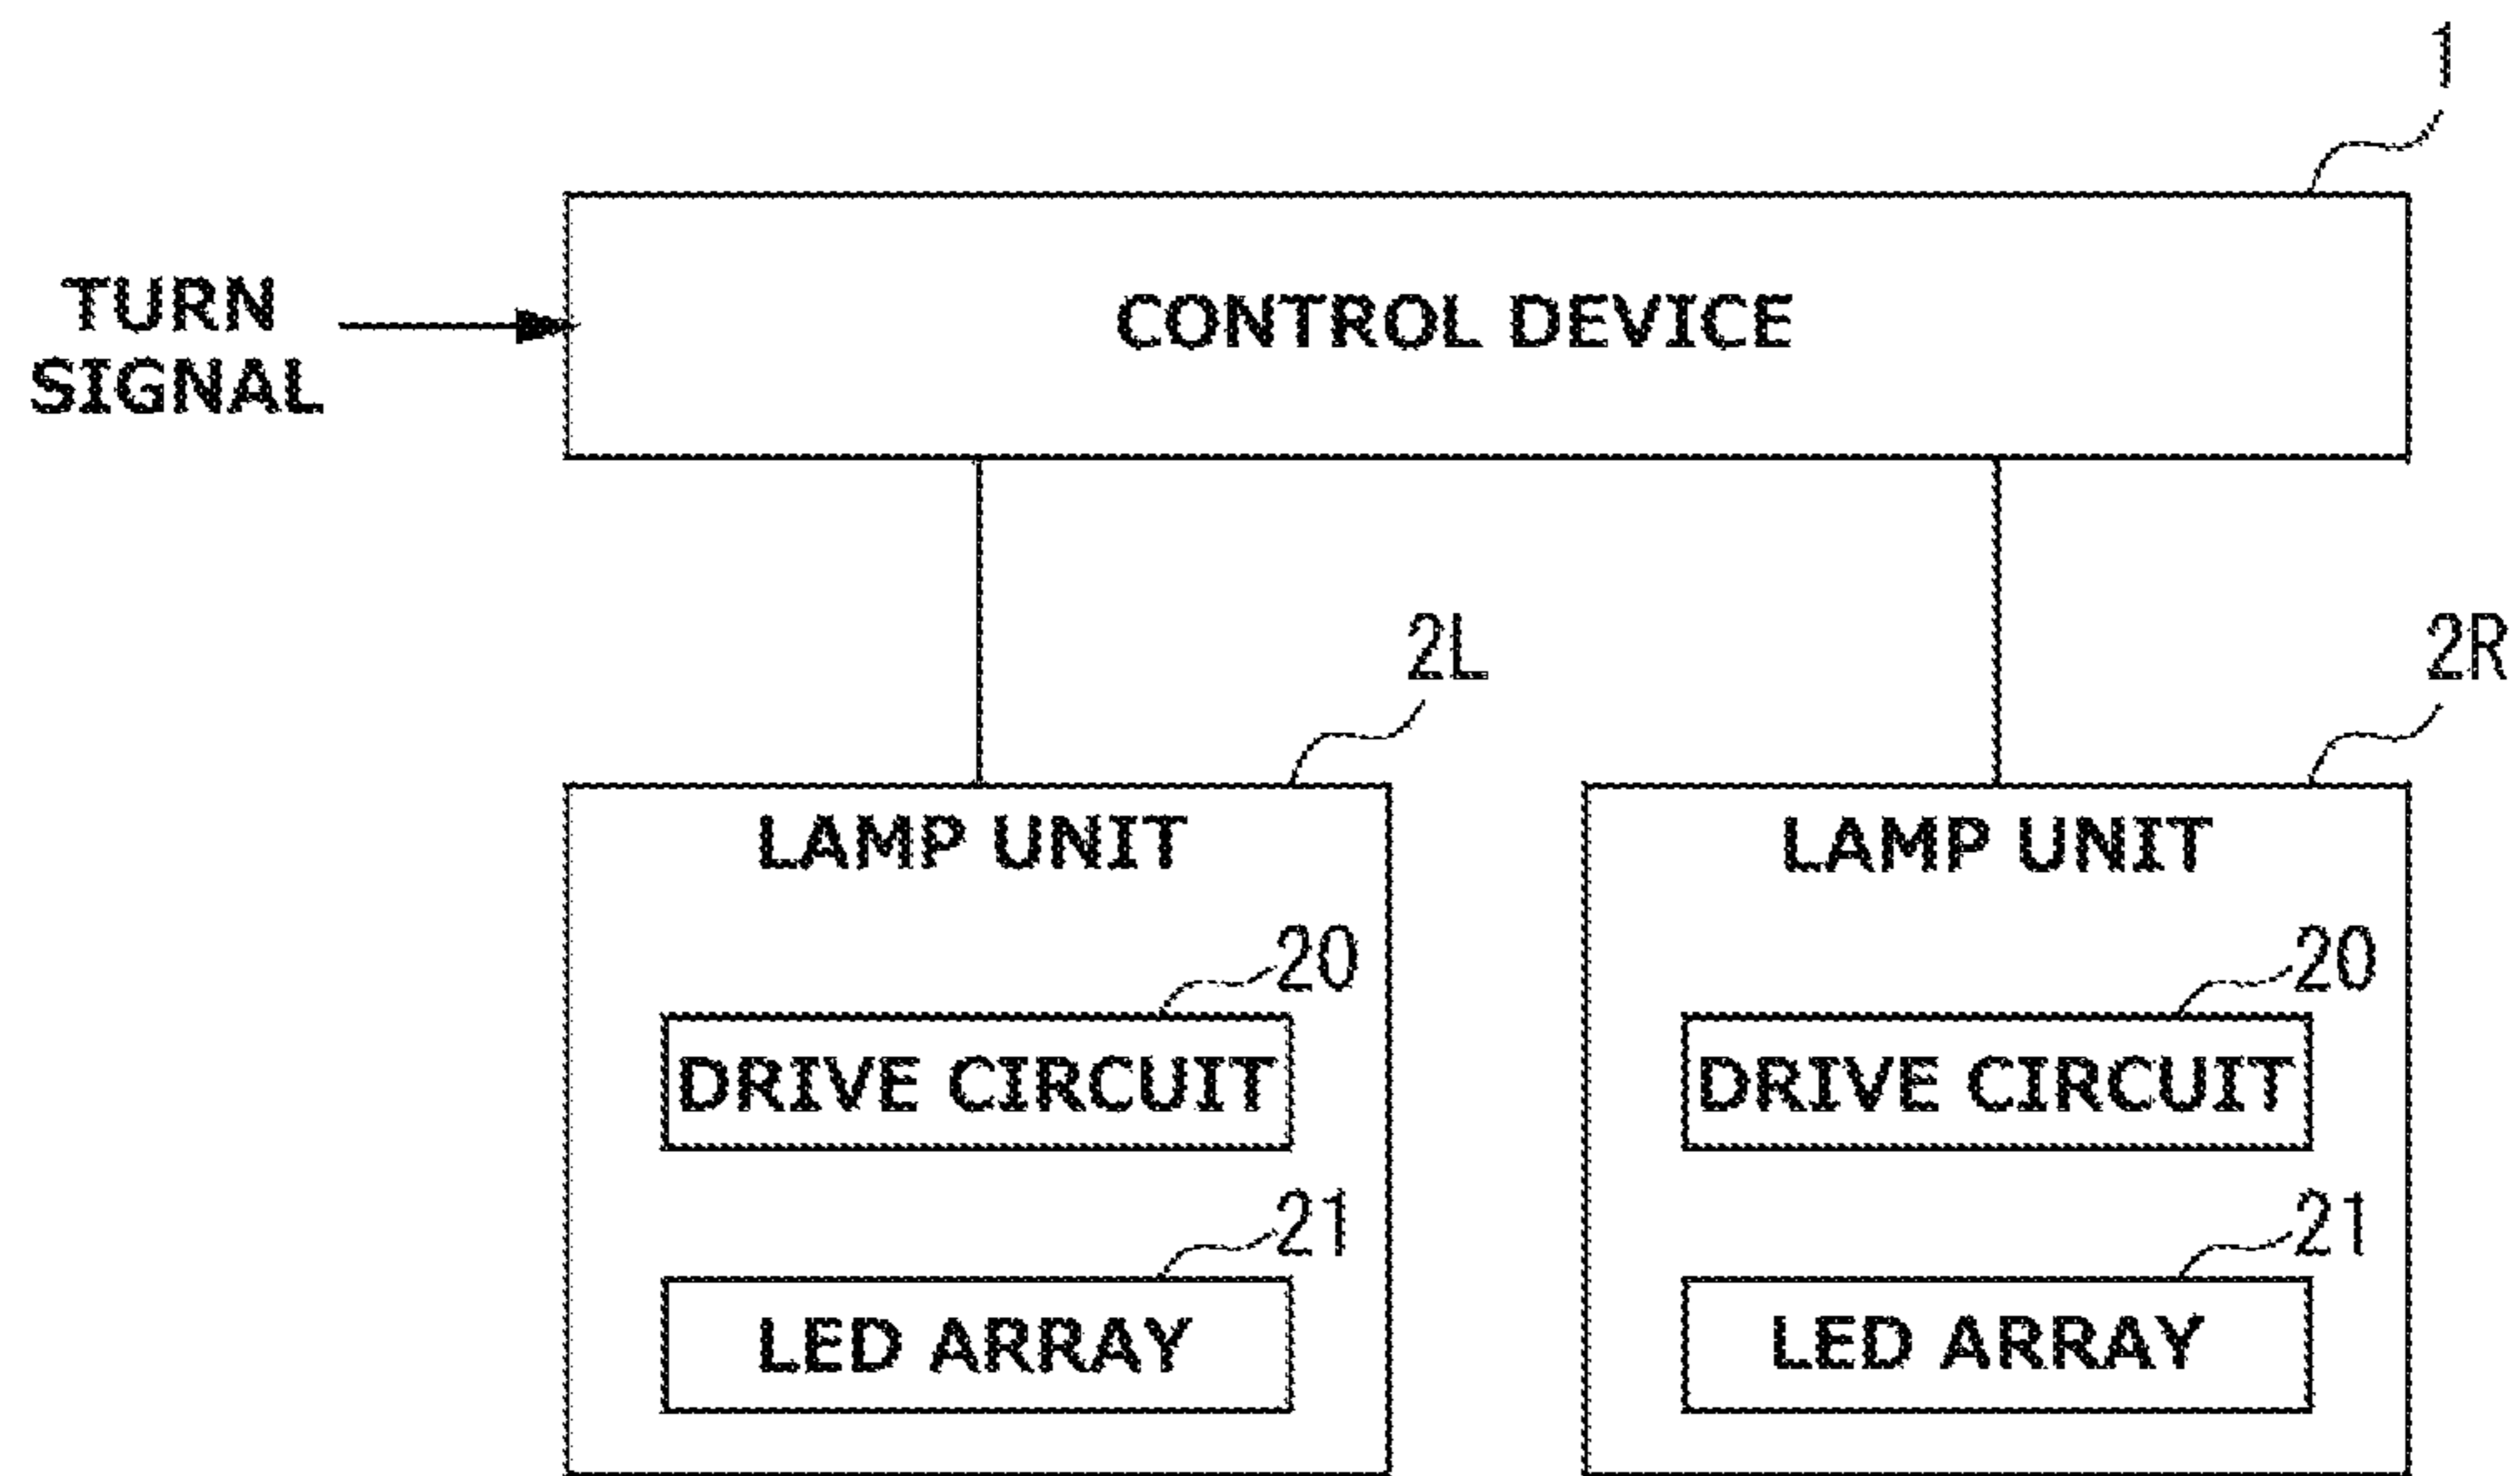 1
TURN
SIGNAL
CONTROL DEVICE
2L
2R
LAMP UNIT
20
DRIVE CIRCUIT
21
LED ARRAY
LAMP UNIT
20
DRIVE CIRCUIT
21
LED ARRAY